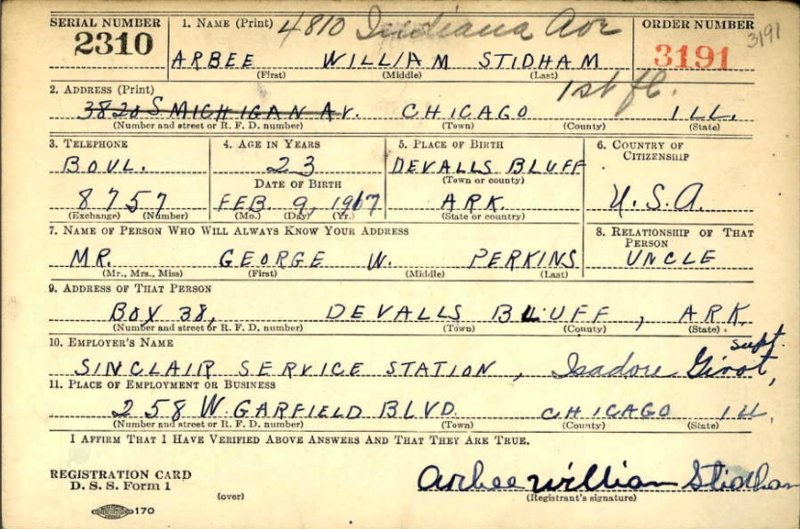 SERIAL NUMBER 1. NAME (Print) 4810 Indiana Ave ORDER NUMBER
2310 ARBEE WILLIAM STIDHAM 3191 3191
(First) (Middle) (Last)
2. ADDRESS (Print) 1st fl.
3820 S MICHIGAN AV. CHICAGO ILL.
(Number and street or R. F. D. number) (Town) (County) (State)
3. TELEPHONE 4. AGE IN YEARS 5. PLACE OF BIRTH 6. COUNTRY OF CITIZENSHIP
BOUL. 23 DEVALLS BLUFF
DATE OF BIRTH (Town or county)
8757 FEB. 9, 1917 ARK. U.S.A.
(Exchange) (Number) (Mo.) (Day) (Yr.) (State or country)
7. NAME OF PERSON WHO WILL ALWAYS KNOW YOUR ADDRESS 8. RELATIONSHIP OF THAT PERSON
MR. GEORGE W. PERKINS UNCLE
(Mr., Mrs., Miss) (First) (Middle) (Last)
9. ADDRESS OF THAT PERSON
BOX 38, DEVALLS BLUFF, ARK.
(Number and street or R. F. D. number) (Town) (County) (State)
10. EMPLOYER'S NAME supt.
SINCLAIR SERVICE STATION, Isadore Girot,
11. PLACE OF EMPLOYMENT OR BUSINESS
258 W GARFIELD BLVD. CHICAGO ILL.
(Number and street or R. F. D. number) (Town) (County) (State)
I AFFIRM THAT I HAVE VERIFIED ABOVE ANSWERS AND THAT THEY ARE TRUE.
REGISTRATION CARD Arbee William Stidham
D. S. S. Form 1 (over) (Registrant's signature)
170